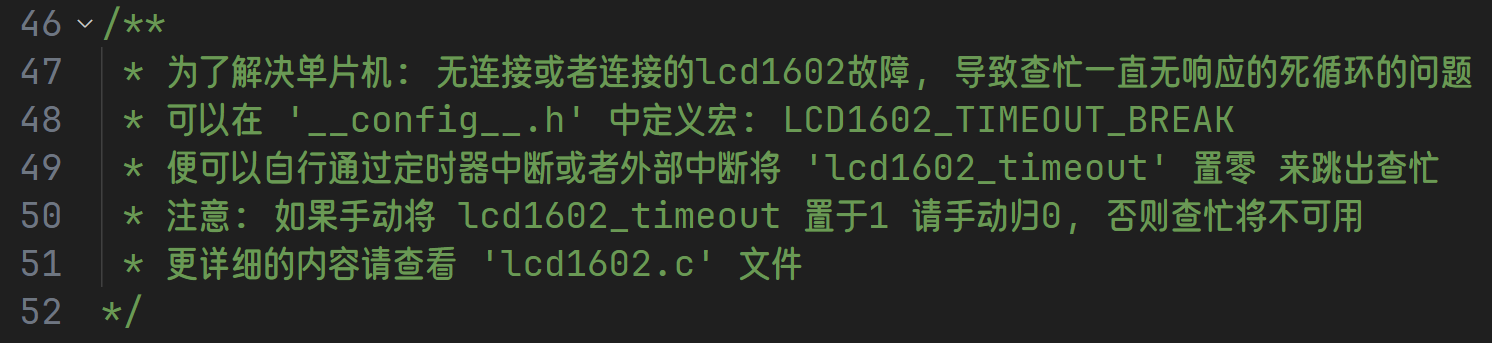 46 /**
47 * 为了解决单片机: 无连接或者连接的lcd1602故障, 导致查忙一直无响应的死循环的问题
48 * 可以在 '__config__.h' 中定义宏: LCD1602_TIMEOUT_BREAK
49 * 便可以自行通过定时器中断或者外部中断将 'lcd1602_timeout' 置零 来跳出查忙
50 * 注意: 如果手动将 lcd1602_timeout 置于1 请手动归0, 否则查忙将不可用
51 * 更详细的内容请查看 'lcd1602.c' 文件
52 */